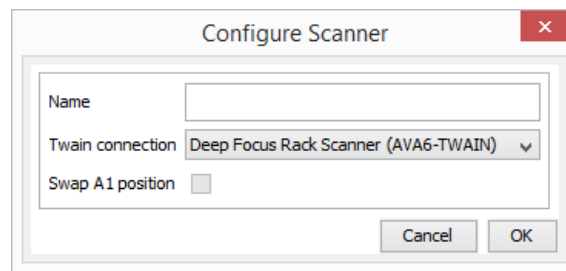 Configure Scanner
Name
Twain connection Deep Focus Rack Scanner (AVA6-TWAIN)
Swap A1 position
Cancel OK